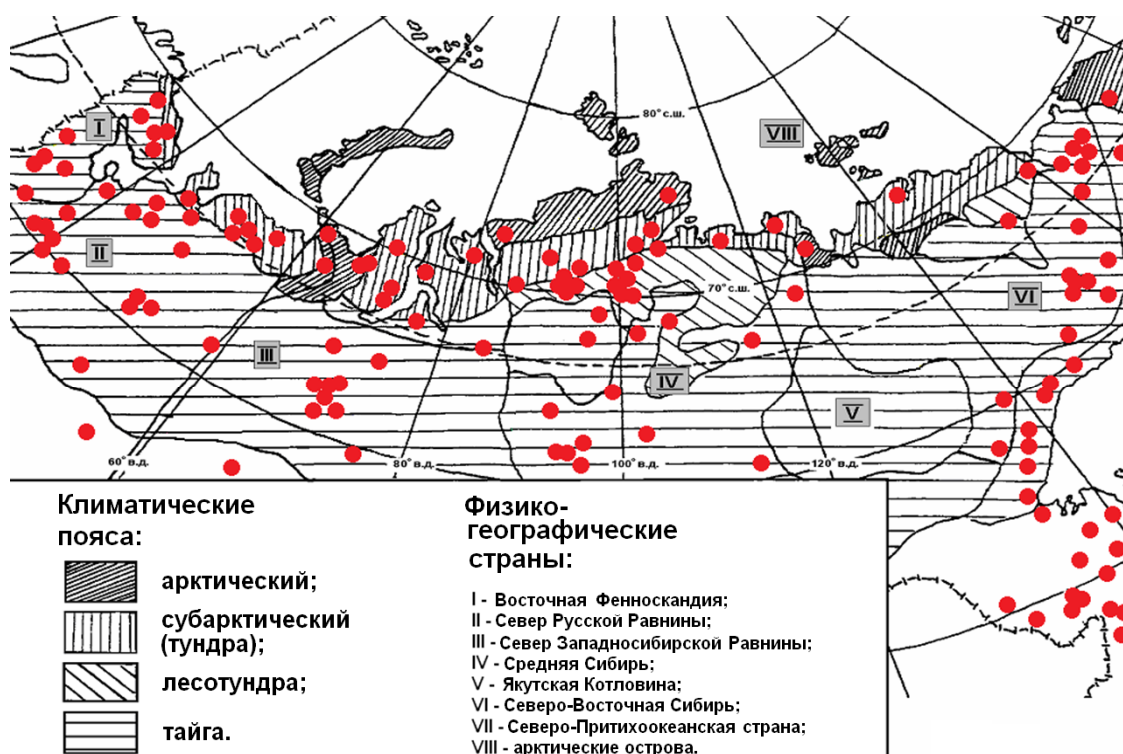 I
II
III
IV
V
VI
VIII
80° с.ш.
70° с.ш.
60° в.д.
80° в.д.
100° в.д.
120° в.д.
Климатические
пояса:
арктический;
субарктический
(тундра);
лесотундра;
тайга.
Физико-
географические
страны:
I - Восточная Фенноскандия;
II - Север Русской Равнины;
III - Север Западносибирской Равнины;
IV - Средняя Сибирь;
V - Якутская Котловина;
VI - Северо-Восточная Сибирь;
VII - Северо-Притихоокеанская страна;
VIII - арктические острова.